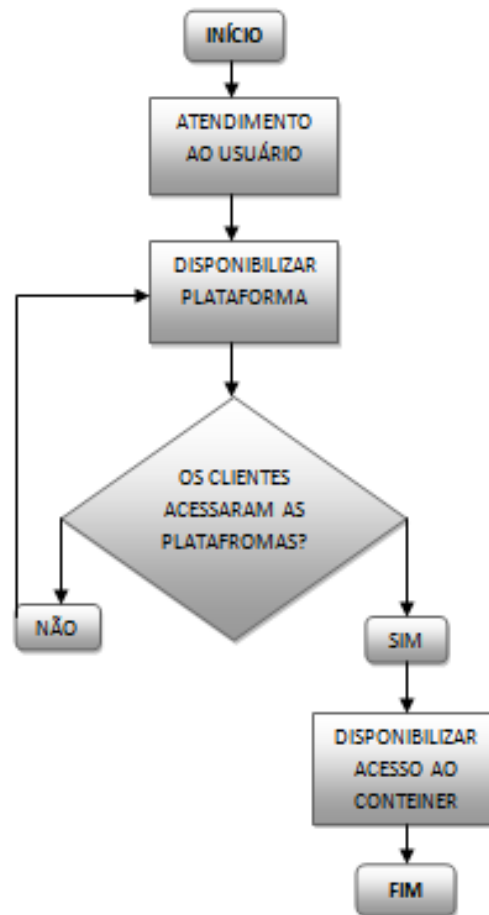 INÍCIO
ATENDIMENTO
AO USUÁRIO
DISPONIBILIZAR
PLATAFORMA
OS CLIENTES
ACESSARAM AS
PLATAFROMAS?
NÃO
SIM
DISPONIBILIZAR
ACESSO AO
CONTEINER
FIM